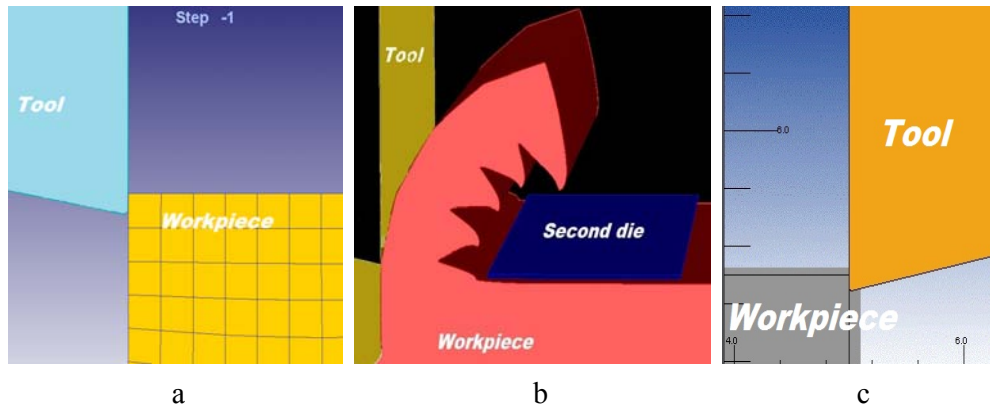 Step -1
Tool
Workpiece
Tool
Second die
Workpiece
6.0
Tool
Workpiece
4.0
6.0
a
b
c